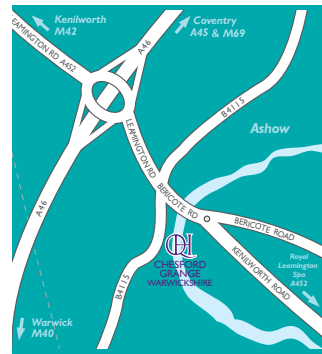 Kenilworth
M42
Coventry
A45 & M69
LEAMINGTON RD A452
A46
B4115
LEAMINGTON RD
Ashow
BERICOTE RD
BERICOTE ROAD
A46
CHESFORD
GRANGE
WARWICKSHIRE
KENILWORTH ROAD
Royal
Leamington
Spa
A452
B4115
Warwick
M40